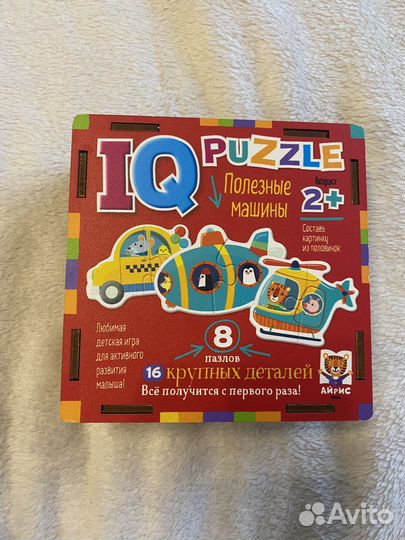 IQ PUZZLE
Полезные
машины
Возраст
2+
Составь
картинку
из половинок
Любимая
детская игра
для активного
развития
малыша!
8
пазлов
16 крупных деталей
Всё получится с первого раза!
АЙРИС
Avito